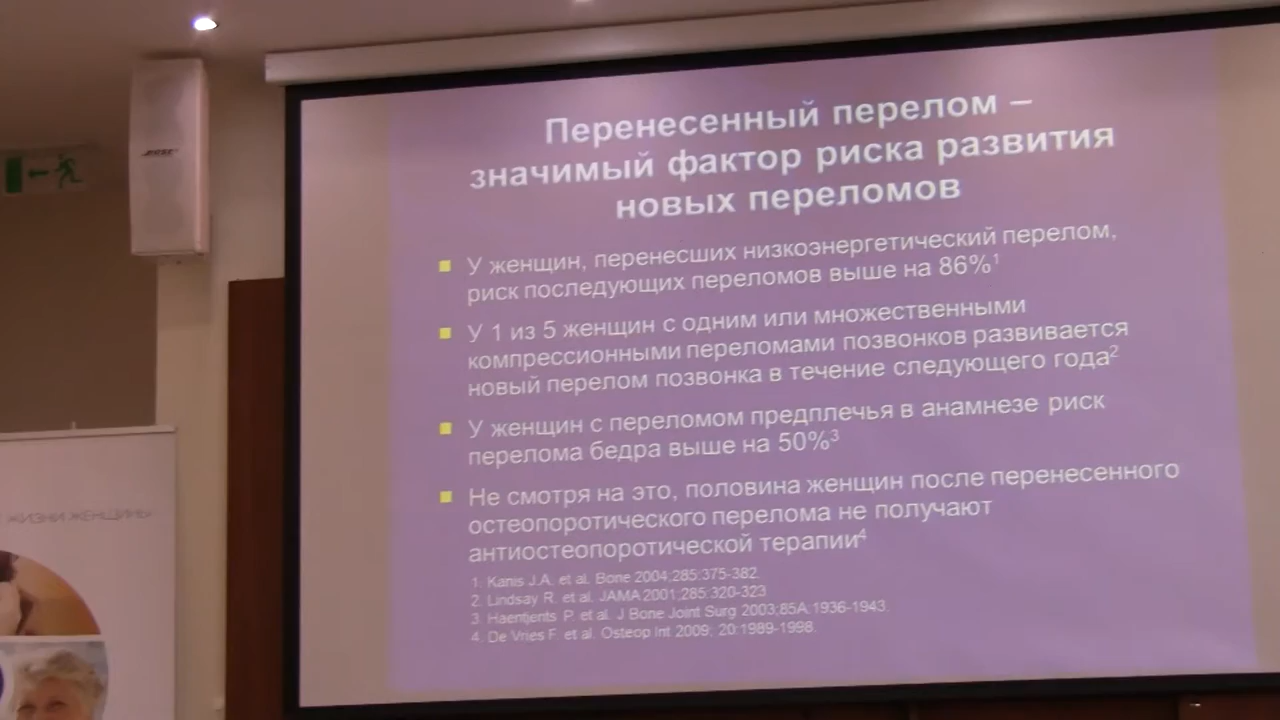 BOSE
Перенесенный перелом –
значимый фактор риска развития
новых переломов
У женщин, перенесших низкоэнергетический перелом,
риск последующих переломов выше на 86%1
У 1 из 5 женщин с одним или множественными
компрессионными переломами позвонков развивается
новый перелом позвонка в течение следующего года2
У женщин с переломом предплечья в анамнезе риск
перелома бедра выше на 50%3
Не смотря на это, половина женщин после перенесенного
остеопоротического перелома не получают
антиостеопоротической терапии4
1. Kanis J.A. et al. Bone 2004;285:375-382.
2. Lindsay R. et al. JAMA 2001;285:320-323
3. Haentjents P. et al. J Bone Joint Surg 2003;85A:1936-1943.
4. De Vries F. et al. Osteop Int 2009; 20:1989-1998.
ЖИЗНИ ЖЕНЩИНЫ